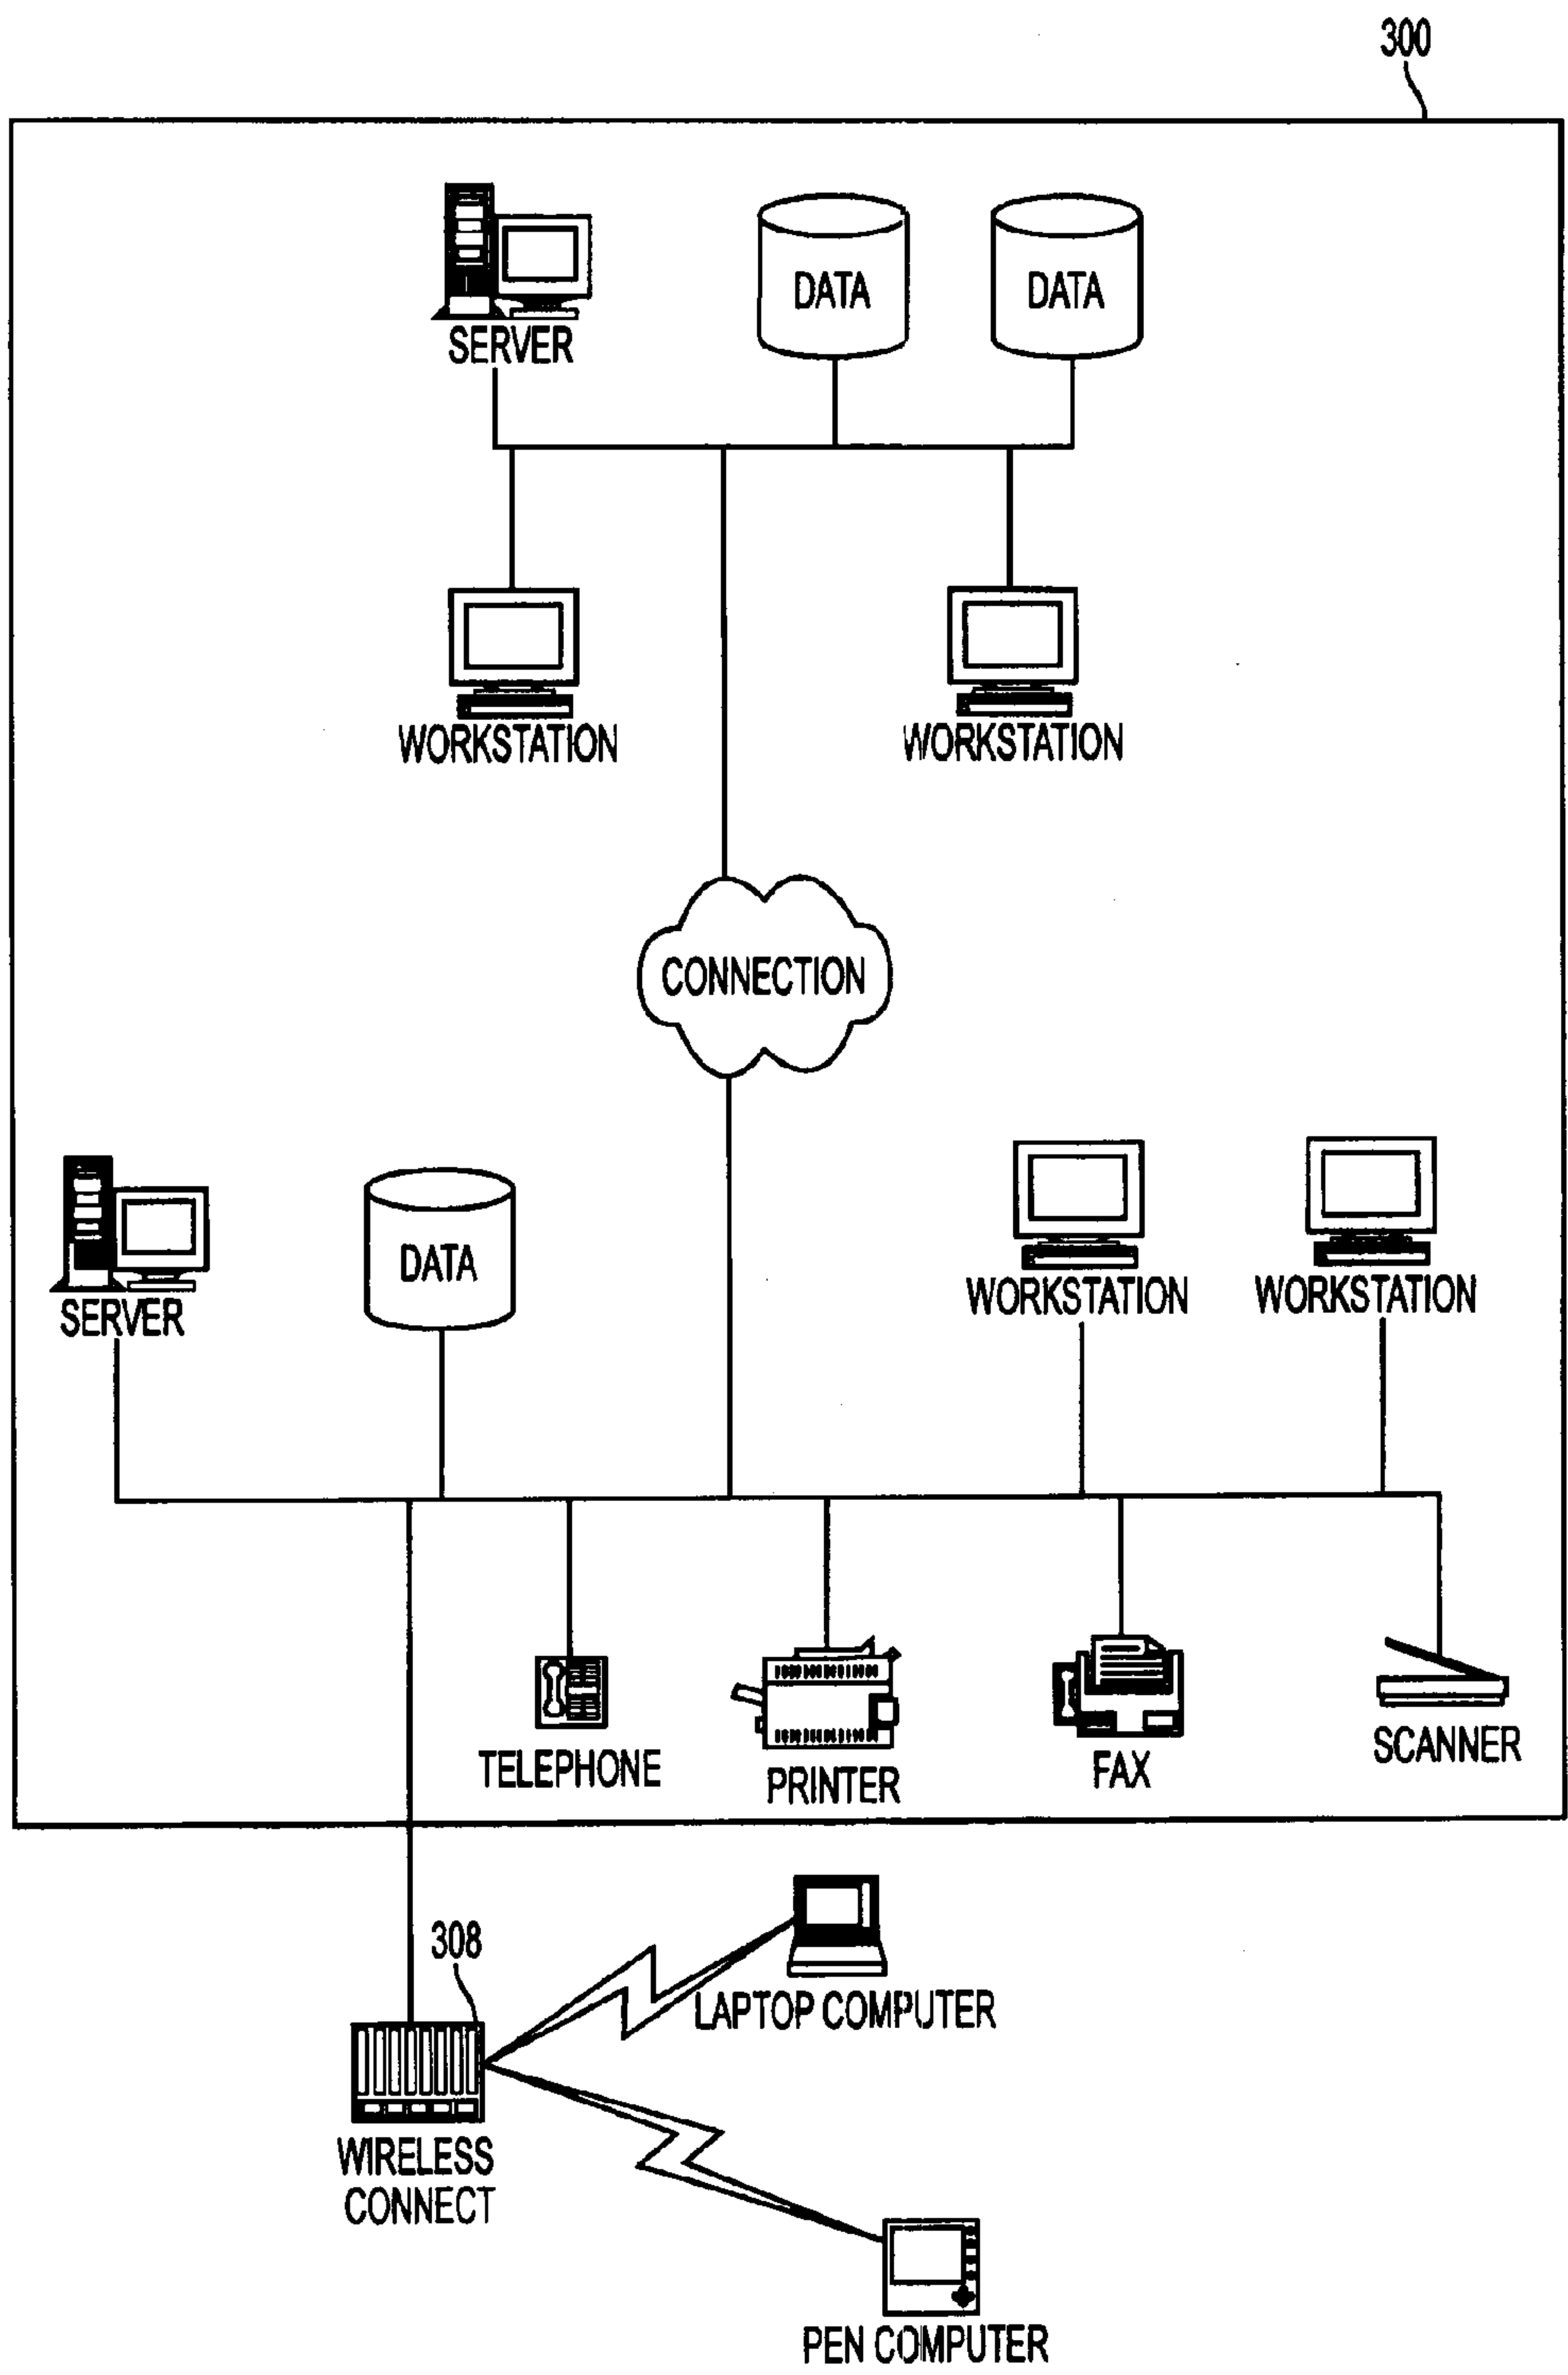 300
SERVER
DATA
DATA
WORKSTATION
WORKSTATION
CONNECTION
SERVER
DATA
WORKSTATION
WORKSTATION
TELEPHONE
PRINTER
FAX
SCANNER
308
LAPTOP COMPUTER
WIRELESS
CONNECT
PEN COMPUTER